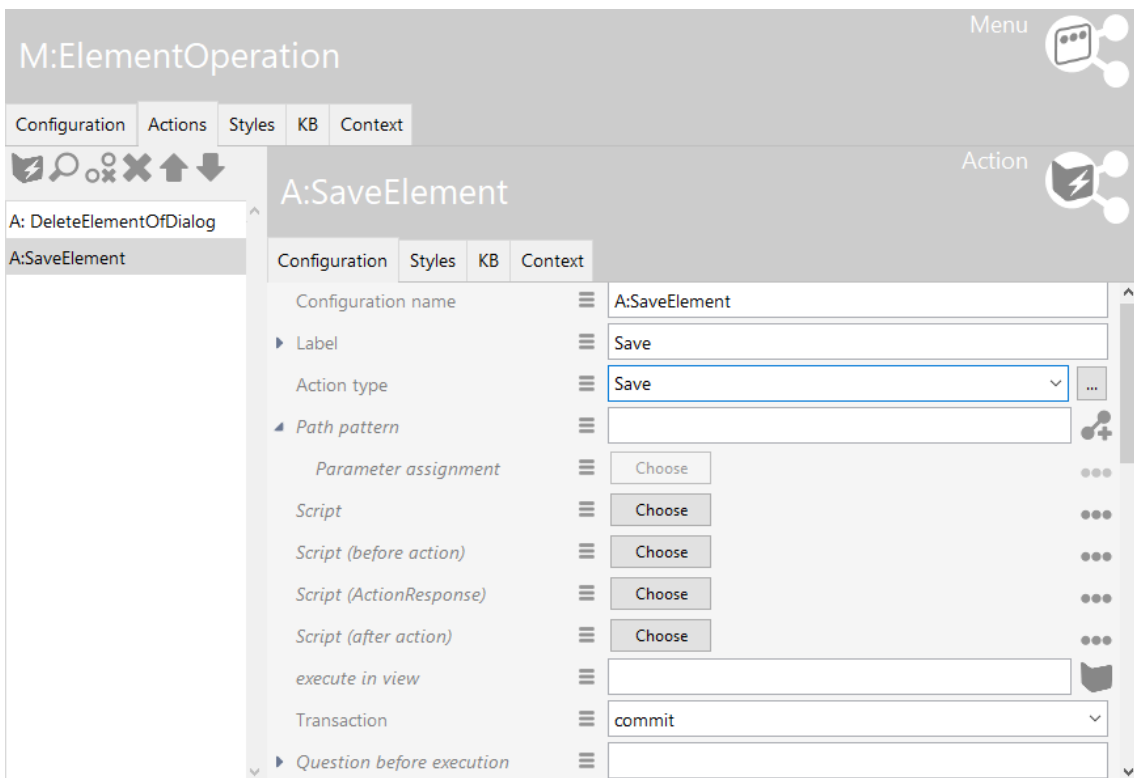 Menu
M:ElementOperation
Configuration Actions Styles KB Context
Action
A:SaveElement
A: DeleteElementOfDialog
A:SaveElement
Configuration Styles KB Context
Configuration name A:SaveElement
Label Save
Action type Save ...
Path pattern
Parameter assignment Choose
Script Choose
Script (before action) Choose
Script (ActionResponse) Choose
Script (after action) Choose
execute in view
Transaction commit
Question before execution